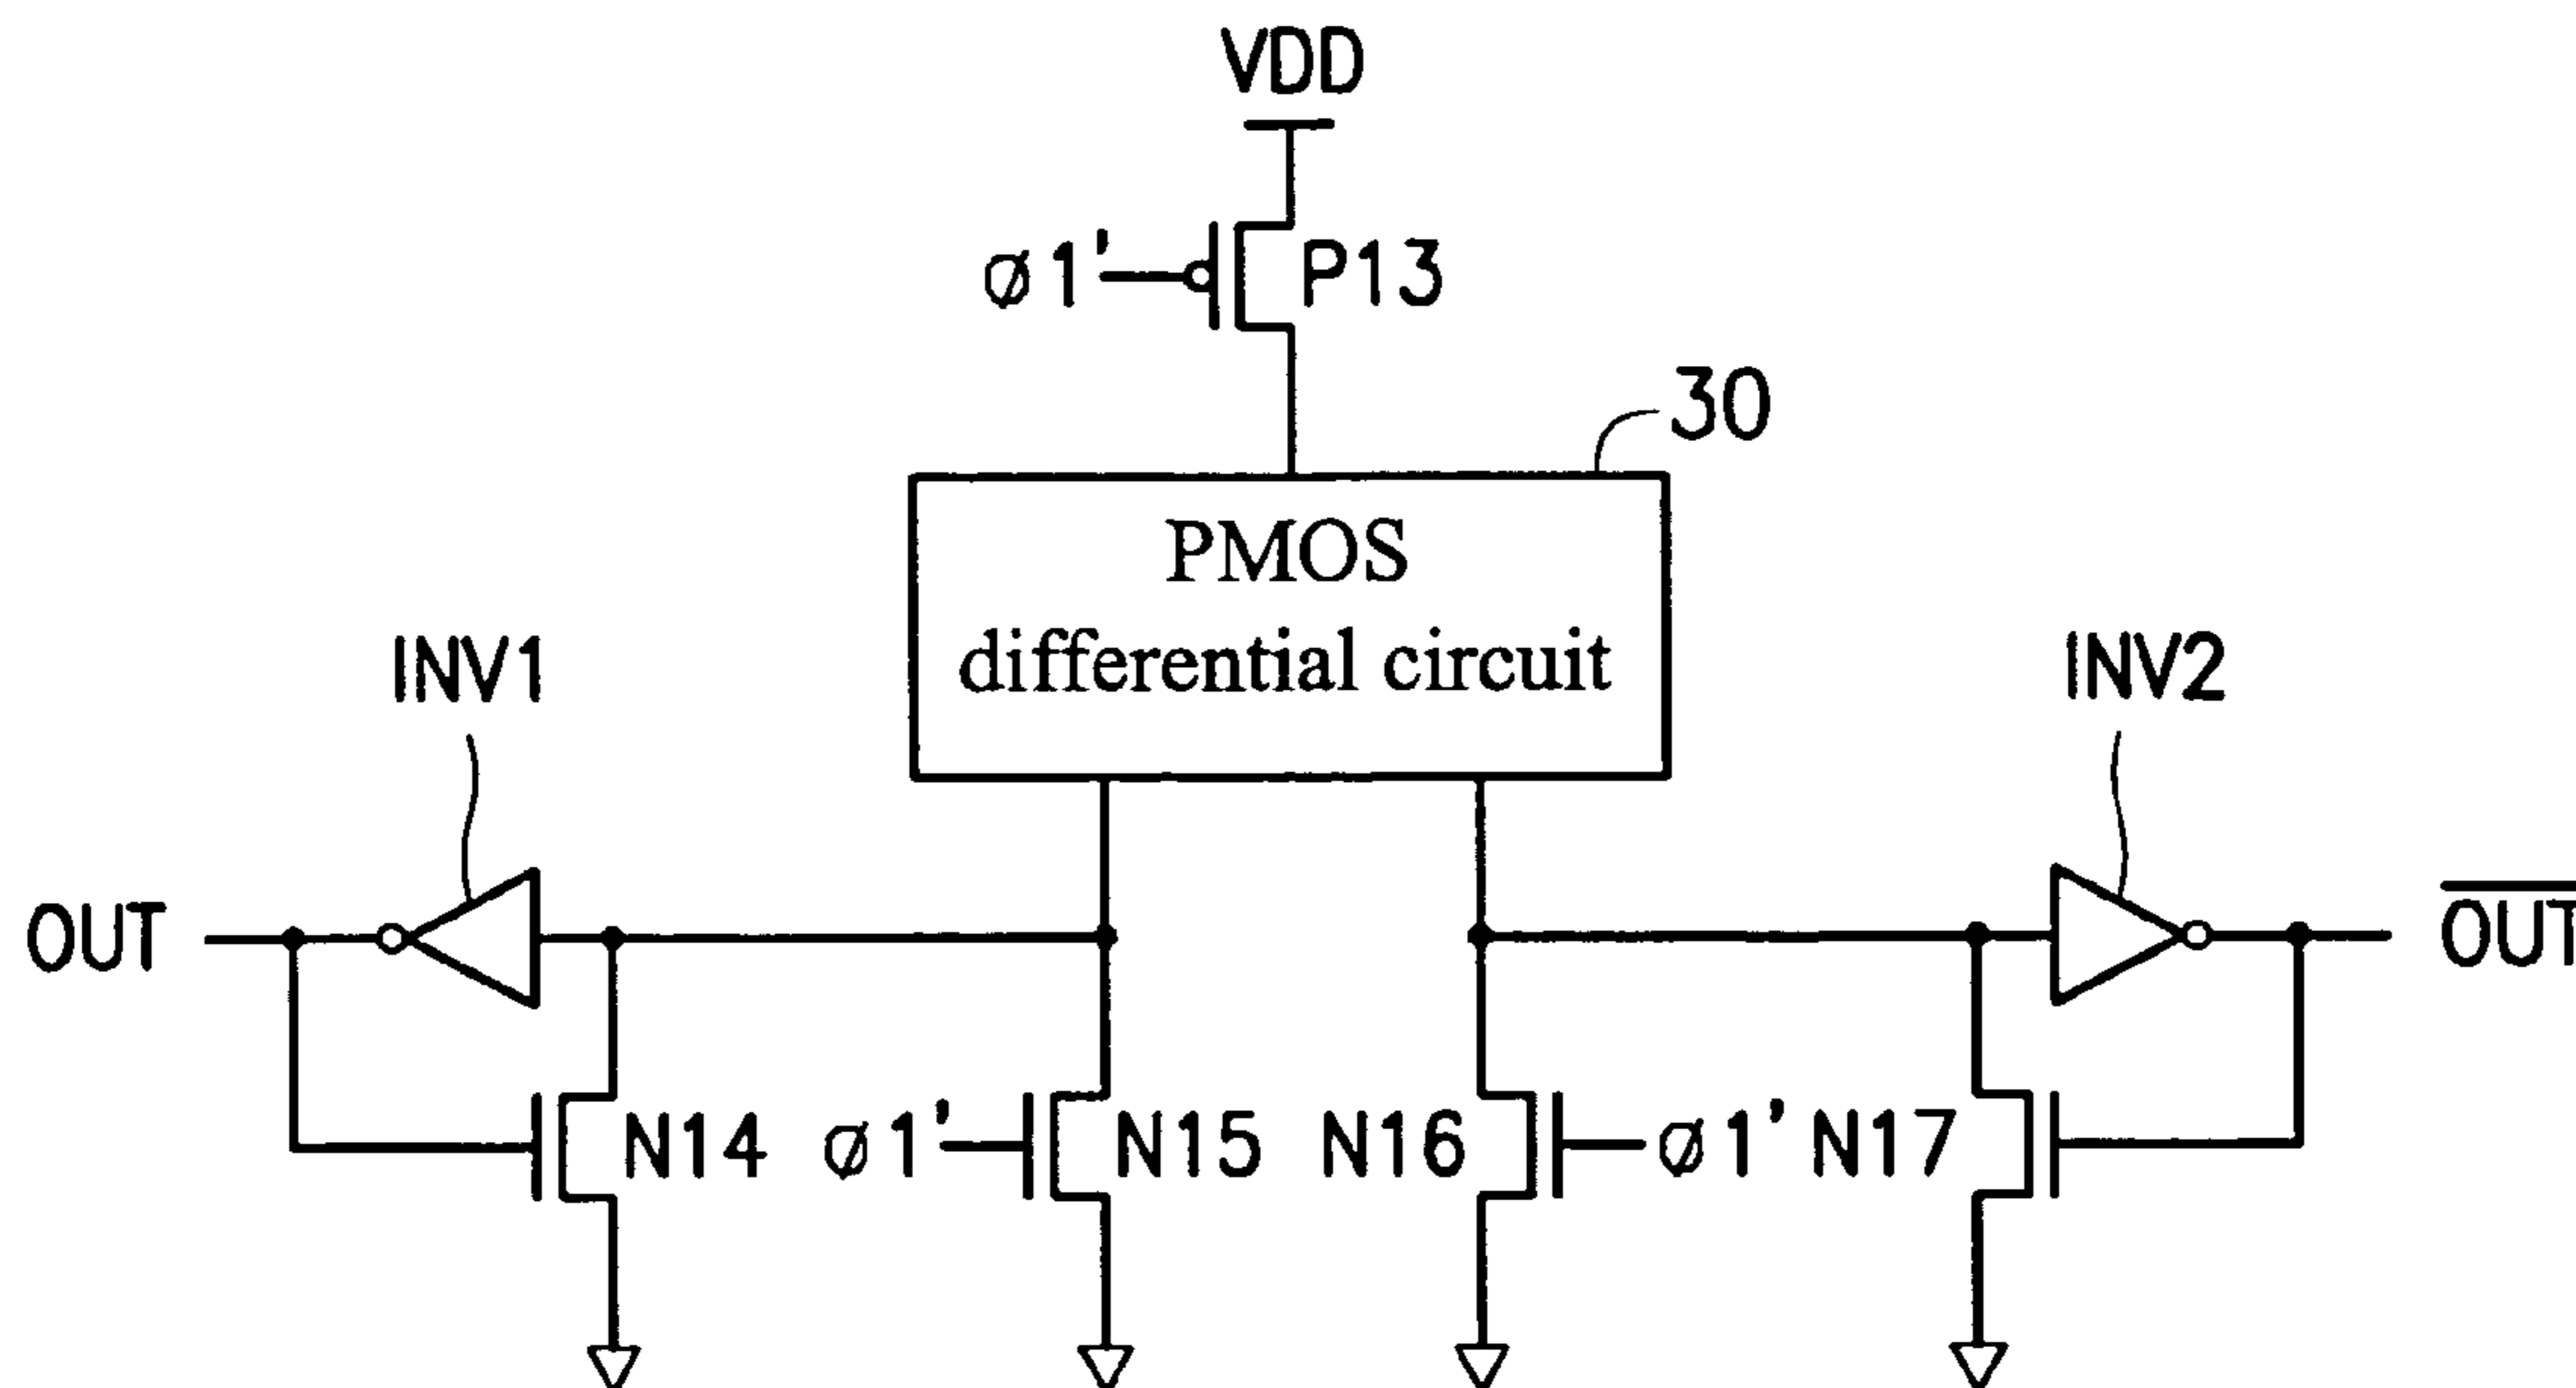 VDD
ø1' P13
30
PMOS
differential circuit
INV1
INV2
OUT
OUT
N14 ø1' N15 N16 ø1' N17